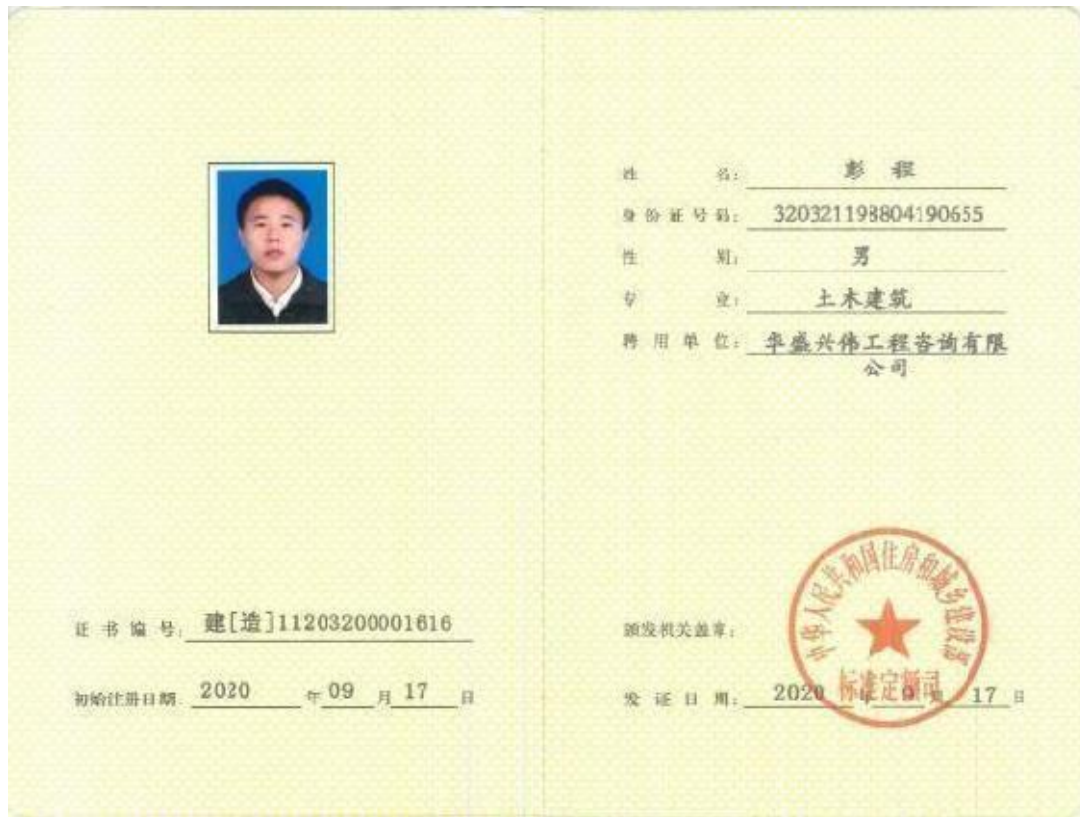 证书编号: 建[造]11203200001616
初始注册日期: 2020 年 09 月 17 日
姓名: 彭 程
身份证号码: 320321198804190655
性别: 男
专业: 土木建筑
聘用单位: 华盛兴伟工程咨询有限
公司
中华人民共和国住房和城乡建设部
标准定额司
颁发机关盖章:
发证日期: 2020 年 9 月 17 日